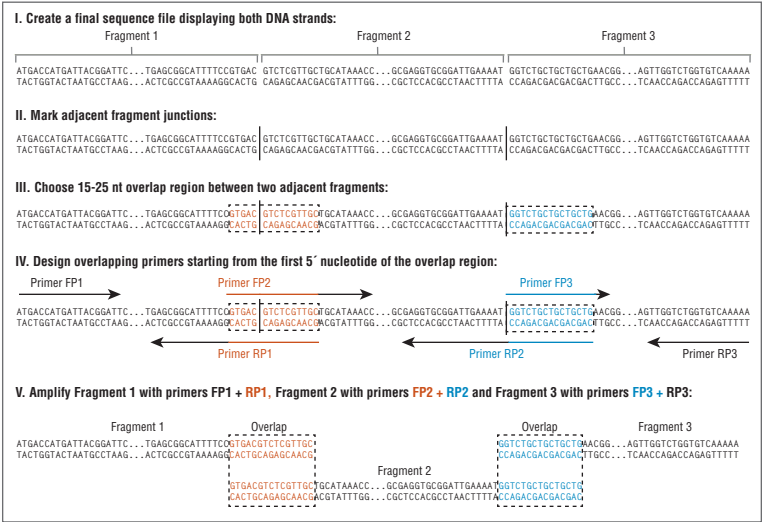 I. Create a final sequence file displaying both DNA strands:
Fragment 1 Fragment 2 Fragment 3
ATGACCATGATTACGGATTC...TGAGCGGCATTTTCCGTGAC GTCTCGTTGCTGCATAAACC...GCGAGGTGCGGATTGAAAAT GGTCTGCTGCTGCTGAACGG...AGTTGGTCTGGTGTCAAAAA
TACTGGTACTAATGCCTAAG...ACTCGCCGTAAAAGGCACTG CAGAGCAACGACGTATTTGG...CGCTCCACGCCTAACTTTTA CCAGACGACGACGACTTGCC...TCAACCAGACCAGAGTTTTT
II. Mark adjacent fragment junctions:
ATGACCATGATTACGGATTC...TGAGCGGCATTTTCCGTGAC GTCTCGTTGCTGCATAAACC...GCGAGGTGCGGATTGAAAAT GGTCTGCTGCTGCTGAACGG...AGTTGGTCTGGTGTCAAAAA
TACTGGTACTAATGCCTAAG...ACTCGCCGTAAAAGGCACTG CAGAGCAACGACGTATTTGG...CGCTCCACGCCTAACTTTTA CCAGACGACGACGACTTGCC...TCAACCAGACCAGAGTTTTT
III. Choose 15-25 nt overlap region between two adjacent fragments:
ATGACCATGATTACGGATTC...TGAGCGGCATTTTCCGTGAC GTCTCGTTGCTGCATAAACC...GCGAGGTGCGGATTGAAAAT GGTCTGCTGCTGCTGAACGG...AGTTGGTCTGGTGTCAAAAA
TACTGGTACTAATGCCTAAG...ACTCGCCGTAAAAGGCACTG CAGAGCAACGACGTATTTGG...CGCTCCACGCCTAACTTTTA CCAGACGACGACGACTTGCC...TCAACCAGACCAGAGTTTTT
IV. Design overlapping primers starting from the first 5´ nucleotide of the overlap region:
Primer FP1 Primer FP2 Primer FP3
ATGACCATGATTACGGATTC...TGAGCGGCATTTTCCGTGAC GTCTCGTTGCTGCATAAACC...GCGAGGTGCGGATTGAAAAT GGTCTGCTGCTGCTGAACGG...AGTTGGTCTGGTGTCAAAAA
TACTGGTACTAATGCCTAAG...ACTCGCCGTAAAAGGCACTG CAGAGCAACGACGTATTTGG...CGCTCCACGCCTAACTTTTA CCAGACGACGACGACTTGCC...TCAACCAGACCAGAGTTTTT
Primer RP1 Primer RP2 Primer RP3
V. Amplify Fragment 1 with primers FP1 + RP1, Fragment 2 with primers FP2 + RP2 and Fragment 3 with primers FP3 + RP3:
Fragment 1 Overlap Overlap Fragment 3
ATGACCATGATTACGGATTC...TGAGCGGCATTTTCCGTGACGTCTCGTTGC GGTCTGCTGCTGCTGAACGG...AGTTGGTCTGGTGTCAAAAA
TACTGGTACTAATGCCTAAG...ACTCGCCGTAAAAGGCACTGCAGAGCAACG CCAGACGACGACGACTTGCC...TCAACCAGACCAGAGTTTTT
Fragment 2
GTGACGTCTCGTTGCTGCATAAACC...GCGAGGTGCGGATTGAAAATGGTCTGCTGCTGCTG
CACTGCAGAGCAACGACGTATTTGG...CGCTCCACGCCTAACTTTTACCAGACGACGACGAC